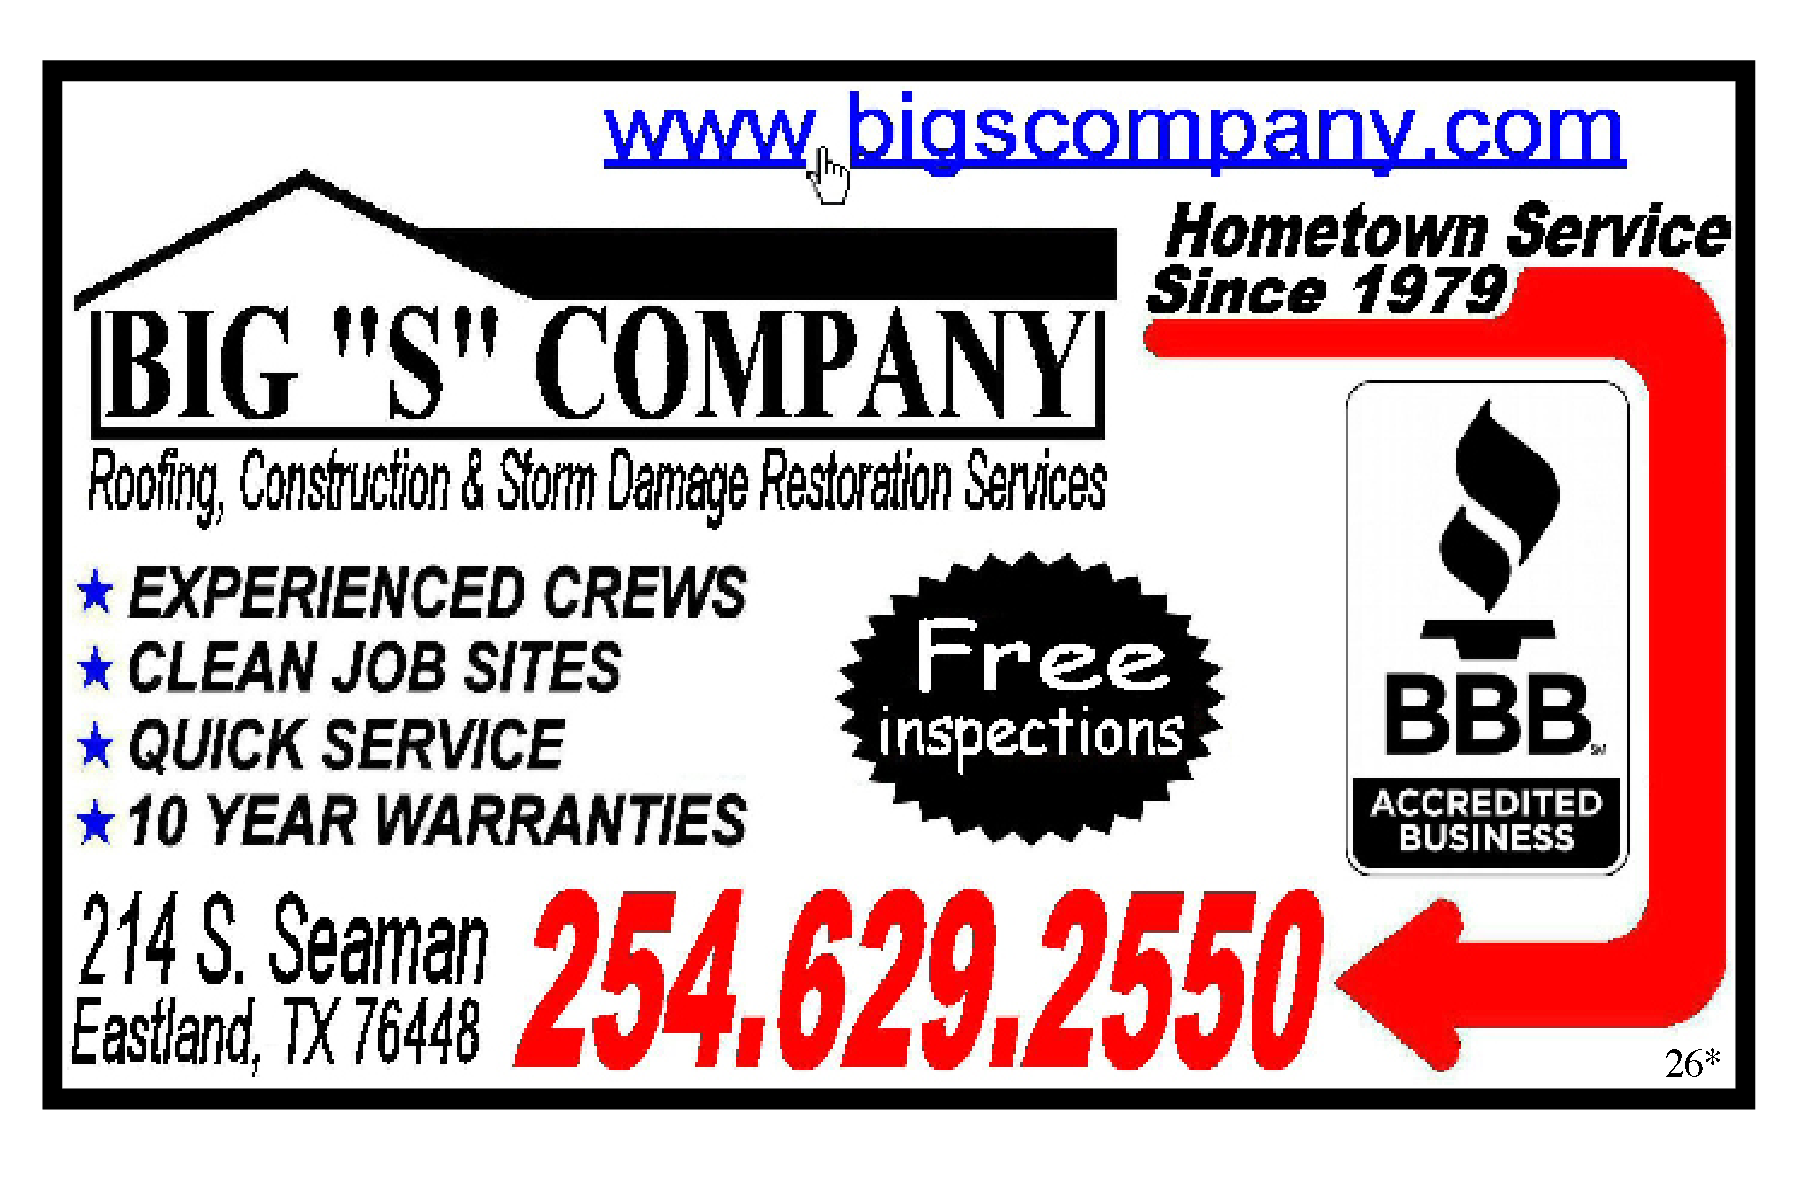 www.bigscompany.com
Hometown Service
Since 1979
BIG "S" COMPANY
Roofing, Construction & Storm Damage Restoration Services
EXPERIENCED CREWS
CLEAN JOB SITES
QUICK SERVICE
10 YEAR WARRANTIES
Free
inspections
BBB
SM
ACCREDITED
BUSINESS
214 S. Seaman
Eastland, TX 76448
254.629.2550
26*